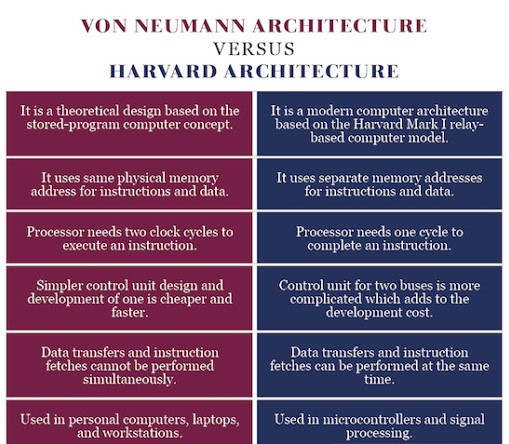 VON NEUMANN ARCHITECTURE
VERSUS
HARVARD ARCHITECTURE
It is a theoretical design based on the
stored-program computer concept.
It is a modern computer architecture
based on the Harvard Mark I relay-
based computer model.
It uses same physical memory
address for instructions and data.
It uses separate memory addresses
for instructions and data.
Processor needs two clock cycles to
execute an instruction.
Processor needs one cycle to
complete an instruction.
Simpler control unit design and
development of one is cheaper and
faster.
Control unit for two buses is more
complicated which adds to the
development cost.
Data transfers and instruction
fetches cannot be performed
simultaneously.
Data transfers and instruction
fetches can be performed at the same
time.
Used in personal computers, laptops,
and workstations.
Used in microcontrollers and signal
processing.